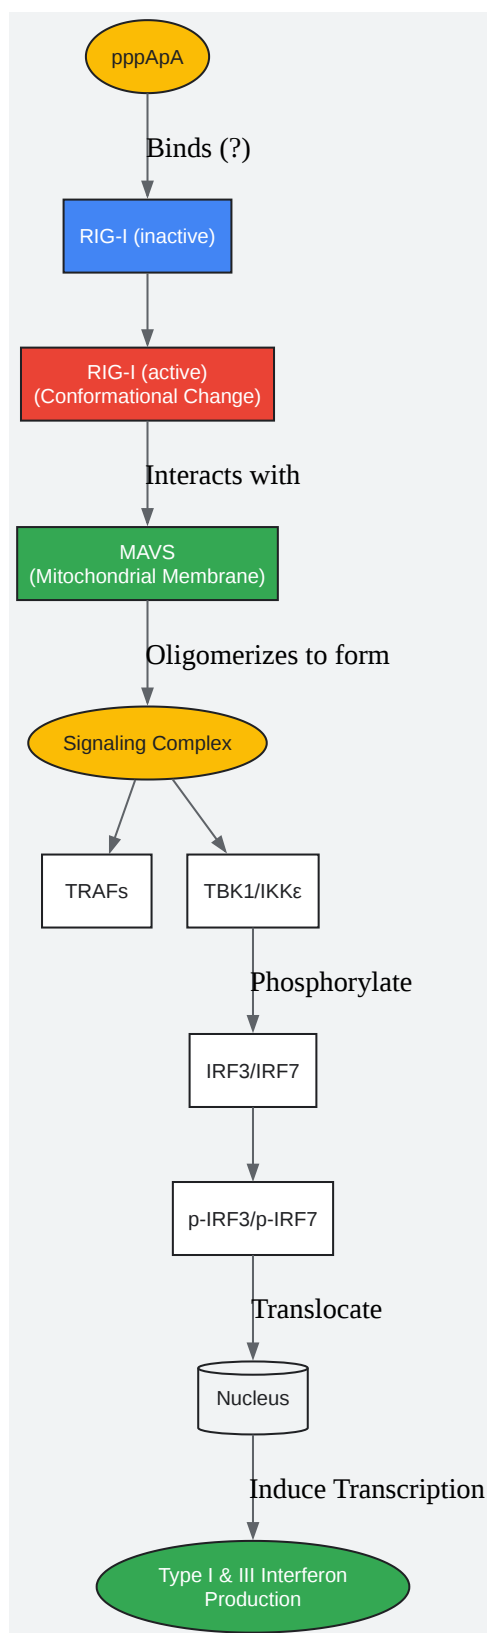 pppApA
Binds (?)
RIG-I (inactive)
RIG-I (active)
(Conformational Change)
Interacts with
MAVS
(Mitochondrial Membrane)
Oligomerizes to form
Signaling Complex
TRAFs
TBK1/IKKε
Phosphorylate
IRF3/IRF7
p-IRF3/p-IRF7
Translocate
Nucleus
Induce Transcription
Type I & III Interferon
Production